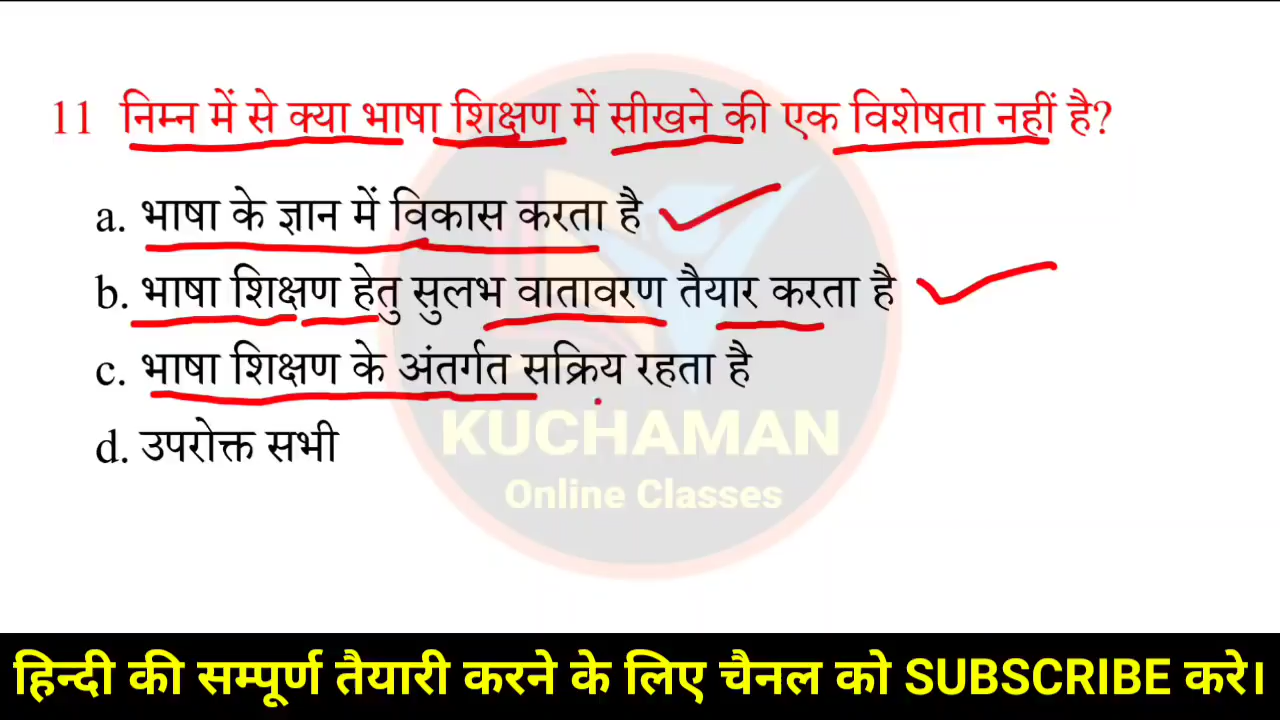 11 निम्न में से क्या भाषा शिक्षण में सीखने की एक विशेषता नहीं है?
a. भाषा के ज्ञान में विकास करता है
b. भाषा शिक्षण हेतु सुलभ वातावरण तैयार करता है
c. भाषा शिक्षण के अंतर्गत सक्रिय रहता है
KUCHAMAN
d. उपरोक्त सभी
Online Classes
हिन्दी की सम्पूर्ण तैयारी करने के लिए चैनल को SUBSCRIBE करे।